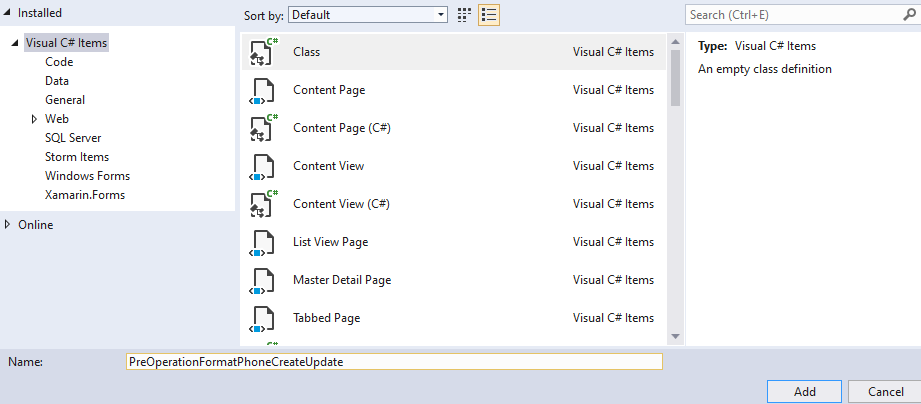 Installed
Visual C# Items
Code
Data
General
Web
SQL Server
Storm Items
Windows Forms
Xamarin.Forms
Online
Sort by: Default
C# Class Visual C# Items
Content Page Visual C# Items
C# Content Page (C#) Visual C# Items
Content View Visual C# Items
C# Content View (C#) Visual C# Items
List View Page Visual C# Items
Master Detail Page Visual C# Items
Tabbed Page Visual C# Items
Search (Ctrl+E)
Type: Visual C# Items
An empty class definition
Name: PreOperationFormatPhoneCreateUpdate
Add Cancel